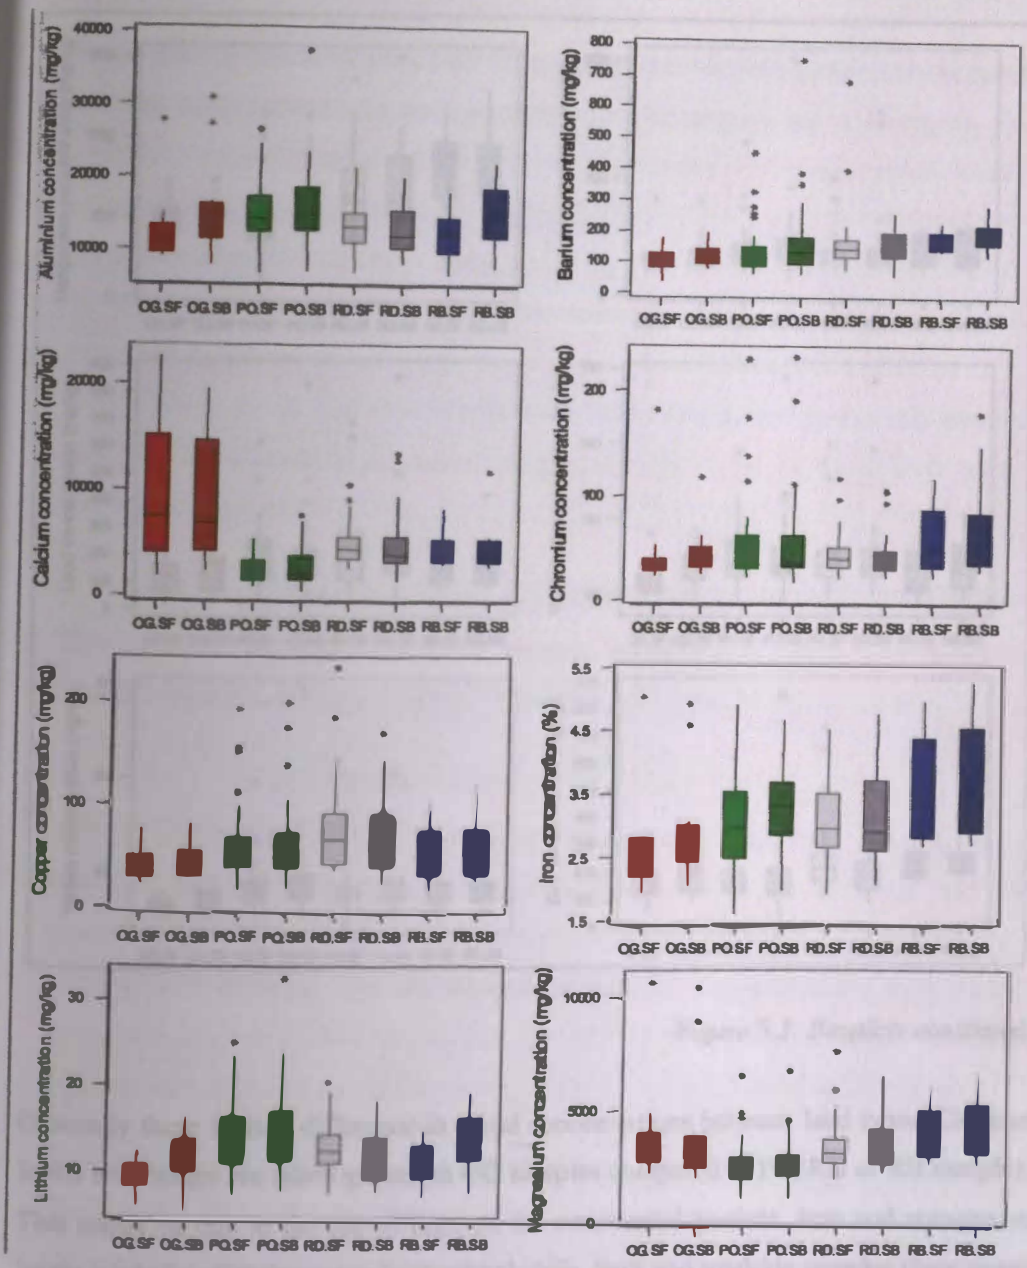 Aluminium concentration (mg/kg)
40000
30000
20000
10000
OG.SF OG.SB PO.SF PO.SB RD.SF RD.SB RB.SF RB.SB
Barium concentration (mg/kg)
800
700
800
500
400
300
200
100
0
OG.SF OG.SB PO.SF PO.SB RD.SF RD.SB RB.SF RB.SB
Calcium concentration (mg/kg)
20000
10000
0
OG.SF OG.SB PO.SF PO.SB RD.SF RD.SB RB.SF RB.SB
Chromium concentration (mg/kg)
200
100
0
OG.SF OG.SB PO.SF PO.SB RD.SF RD.SB RB.SF RB.SB
Copper concentration (mg/kg)
200
100
0
OG.SF OG.SB PO.SF PO.SB RD.SF RD.SB RB.SF RB.SB
Iron concentration (%)
5.5
4.5
3.5
2.5
1.5
OG.SF OG.SB PO.SF PO.SB RD.SF RD.SB RB.SF RB.SB
Lithium concentration (mg/kg)
30
20
10
OG.SF OG.SB PO.SF PO.SB RD.SF RD.SB RB.SF RB.SB
Magnesium concentration (mg/kg)
10000
5000
0
OG.SF OG.SB PO.SF PO.SB RD.SF RD.SB RB.SF RB.SB